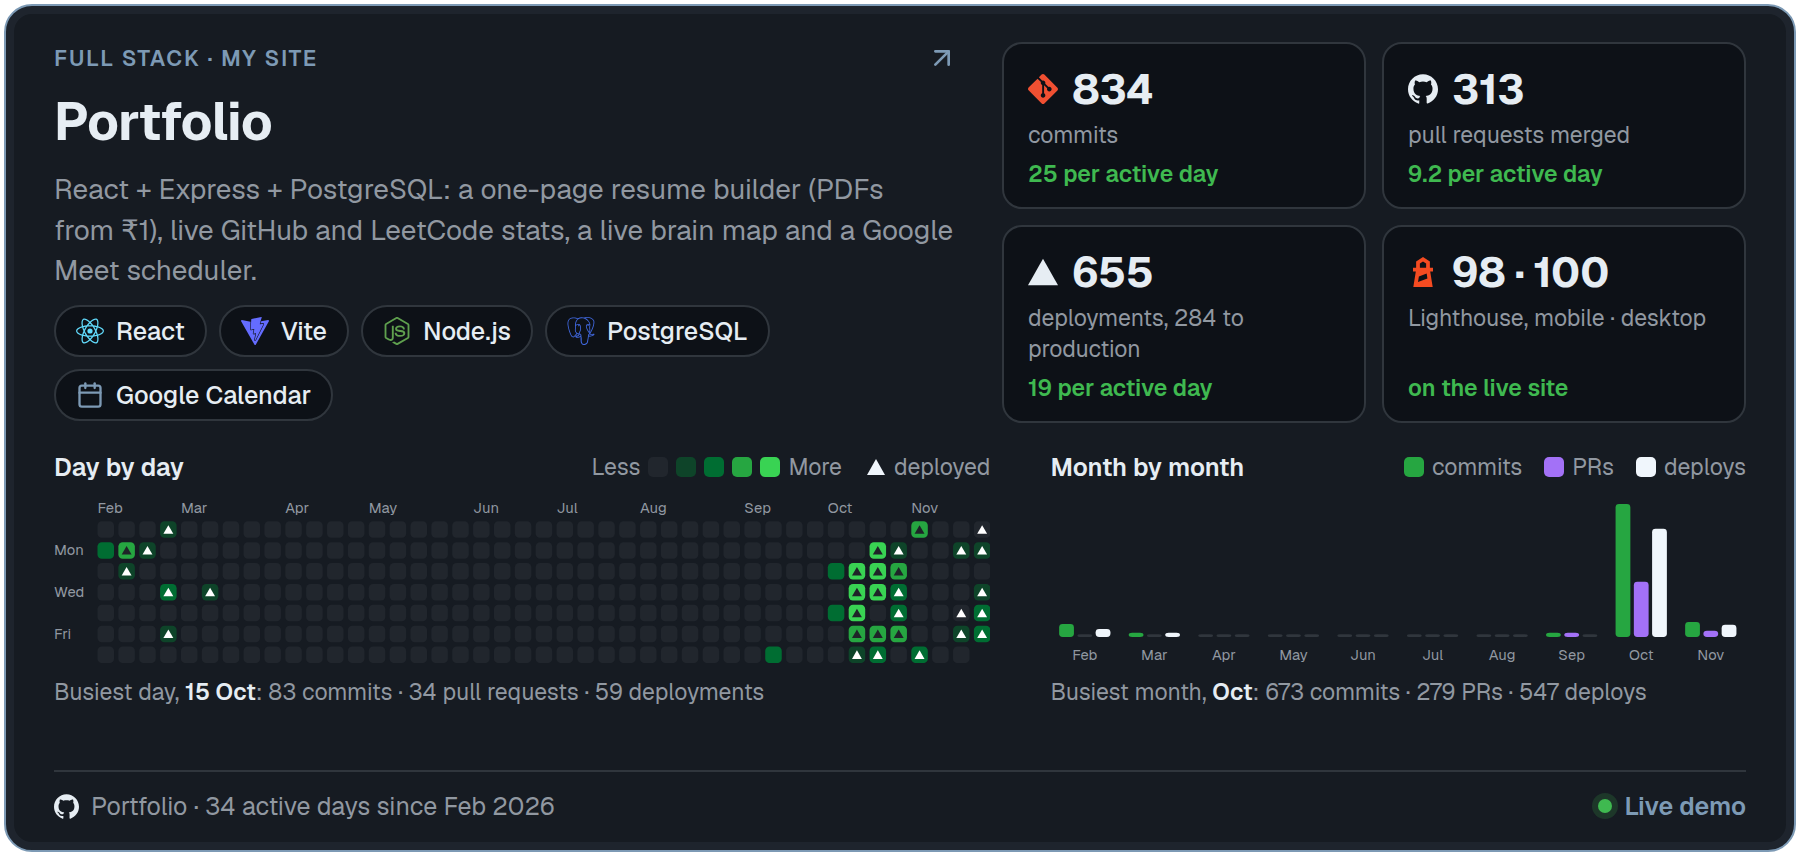 FULL STACK · MY SITE
Portfolio
React + Express + PostgreSQL: a one-page resume builder (PDFs
from ₹1), live GitHub and LeetCode stats, a live brain map and a Google
Meet scheduler.
React
Vite
Node.js
PostgreSQL
Google Calendar
834
commits
25 per active day
313
pull requests merged
9.2 per active day
655
deployments, 284 to
production
19 per active day
98 · 100
Lighthouse, mobile · desktop
on the live site
Day by day
Less More deployed
Feb Mar Apr May Jun Jul Aug Sep Oct Nov
Mon
Wed
Fri
Busiest day, 15 Oct: 83 commits · 34 pull requests · 59 deployments
Month by month
commits PRs deploys
Feb Mar Apr May Jun Jul Aug Sep Oct Nov
Busiest month, Oct: 673 commits · 279 PRs · 547 deploys
Portfolio · 34 active days since Feb 2026
Live demo